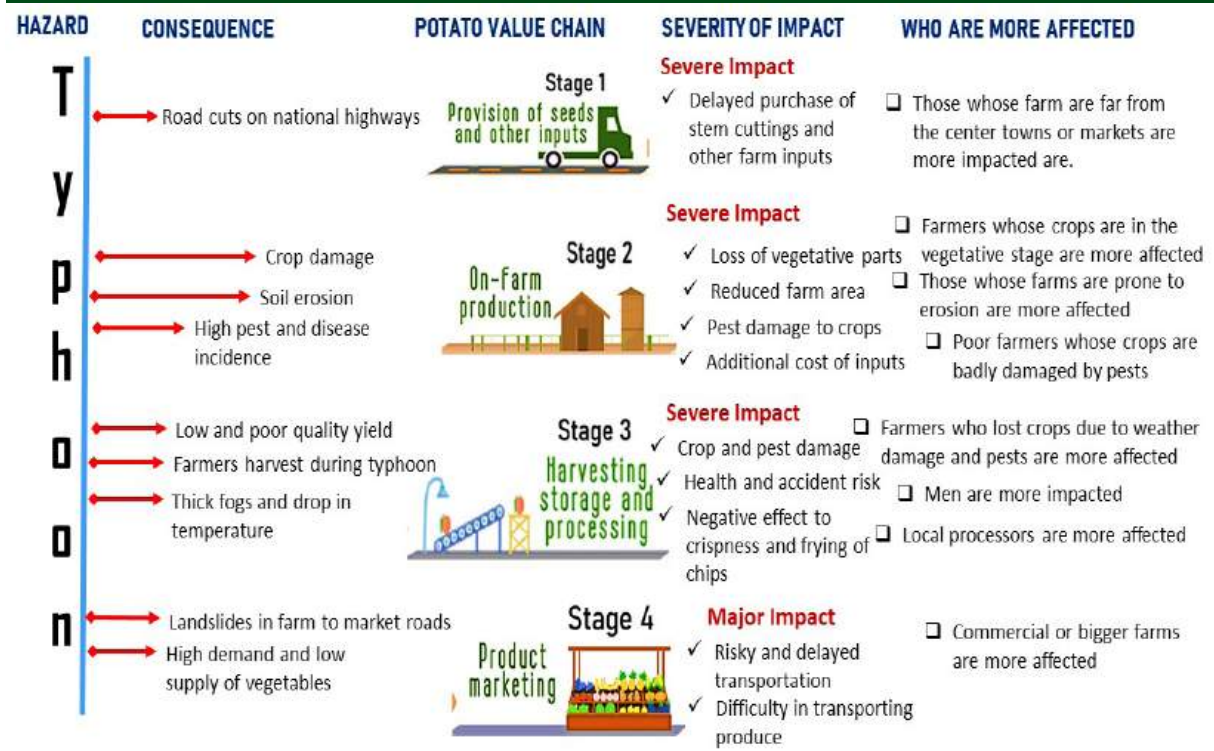 HAZARD
CONSEQUENCE
POTATO VALUE CHAIN
SEVERITY OF IMPACT
WHO ARE MORE AFFECTED
Typhoon
Road cuts on national highways
Stage 1
Provision of seeds
and other inputs
Severe Impact
✓ Delayed purchase of
stem cuttings and
other farm inputs
❑ Those whose farm are far from
the center towns or markets are
more impacted are.
Crop damage
Soil erosion
High pest and disease
incidence
Stage 2
On-Farm
production
Severe Impact
✓ Loss of vegetative parts
✓ Reduced farm area
✓ Pest damage to crops
✓ Additional cost of inputs
❑ Farmers whose crops are in the
vegetative stage are more affected
❑ Those whose farms are prone to
erosion are more affected
❑ Poor farmers whose crops are
badly damaged by pests
Low and poor quality yield
Farmers harvest during typhoon
Thick fogs and drop in
temperature
Stage 3
Harvesting
storage and
processing
Severe Impact
✓ Crop and pest damage
✓ Health and accident risk
✓ Negative effect to
crispness and frying of
chips
❑ Farmers who lost crops due to weather
damage and pests are more affected
❑ Men are more impacted
❑ Local processors are more affected
Landslides in farm to market roads
High demand and low
supply of vegetables
Stage 4
Product
marketing
Major Impact
✓ Risky and delayed
transportation
✓ Difficulty in transporting
produce
❑ Commercial or bigger farms
are more affected